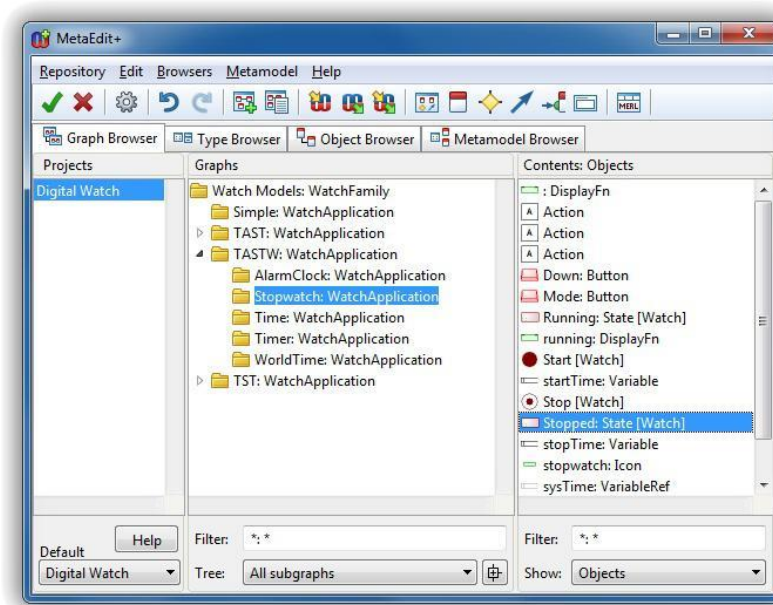 MetaEdit+
Repository Edit Browsers Metamodel Help
MERL
Graph Browser Type Browser Object Browser Metamodel Browser
Projects
Digital Watch
Graphs
Watch Models: WatchFamily
Simple: WatchApplication
TAST: WatchApplication
TASTW: WatchApplication
AlarmClock: WatchApplication
Stopwatch: WatchApplication
Time: WatchApplication
Timer: WatchApplication
WorldTime: WatchApplication
TST: WatchApplication
Contents: Objects
: DisplayFn
A Action
A Action
A Action
Down: Button
Mode: Button
Running: State [Watch]
running: DisplayFn
Start [Watch]
startTime: Variable
Stop [Watch]
Stopped: State [Watch]
stopTime: Variable
stopwatch: Icon
sysTime: VariableRef
Default
Help
Digital Watch
Filter: *: *
Tree: All subgraphs
Filter: *: *
Show: Objects